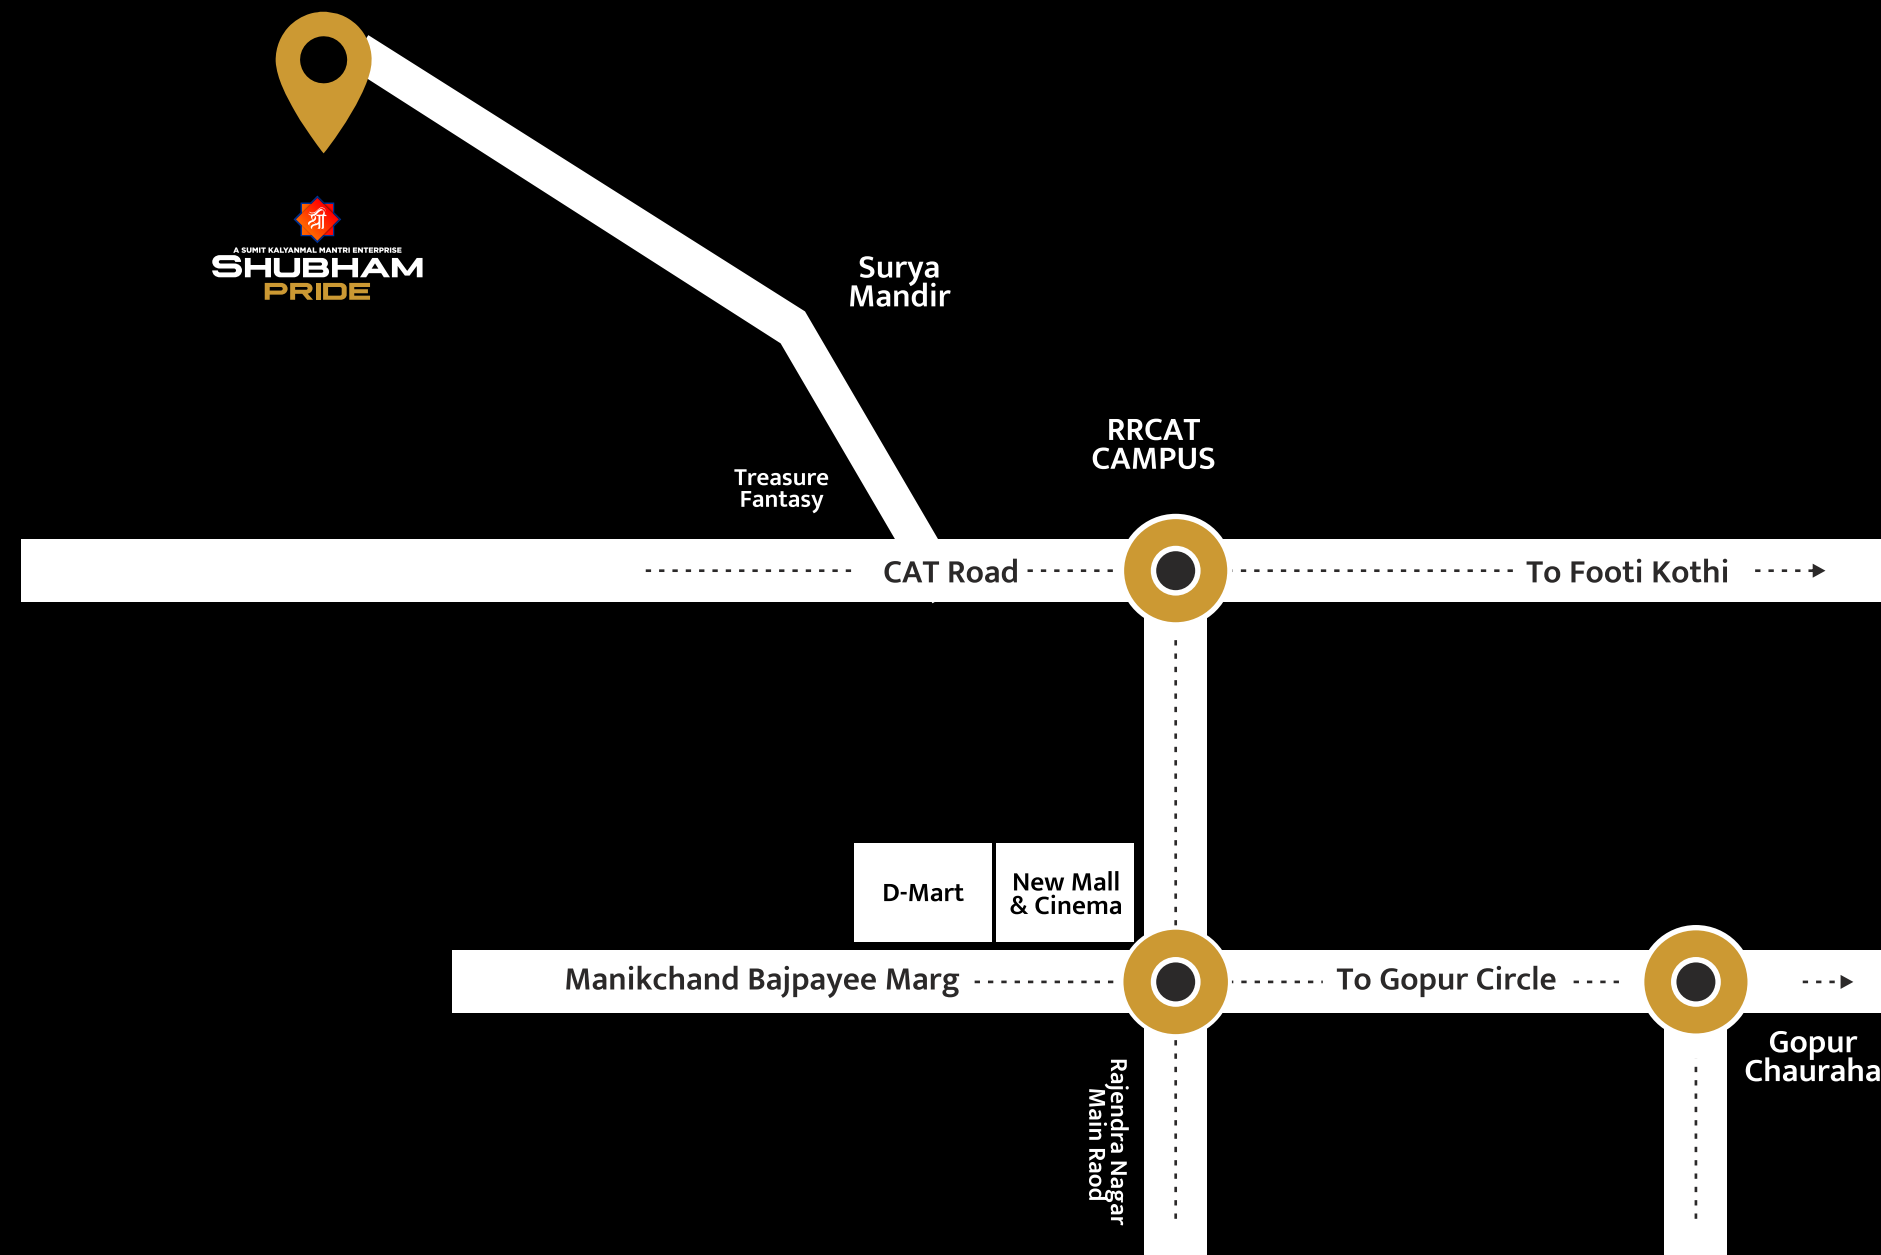 श्री
A SUMIT KALYANMAL MANTRI ENTERPRISE
SHUBHAM
PRIDE
Surya
Mandir
RRCAT
CAMPUS
Treasure
Fantasy
CAT Road
To Footi Kothi
D-Mart
New Mall
& Cinema
Manikchand Bajpayee Marg
To Gopur Circle
Gopur
Chauraha
Rajendra Nagar
Main Raod